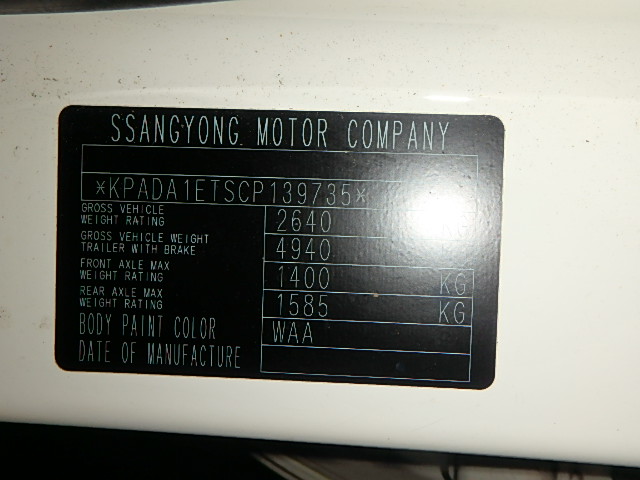 SSANGYONG MOTOR COMPANY
*KPADA1ETSCP139735*
GROSS VEHICLE
WEIGHT RATING 2640 KG
GROSS VEHICLE WEIGHT
TRAILER WITH BRAKE 4940
FRONT AXLE MAX
WEIGHT RATING 1400 KG
REAR AXLE MAX
WEIGHT RATING 1585 KG
BODY PAINT COLOR WAA
DATE OF MANUFACTURE